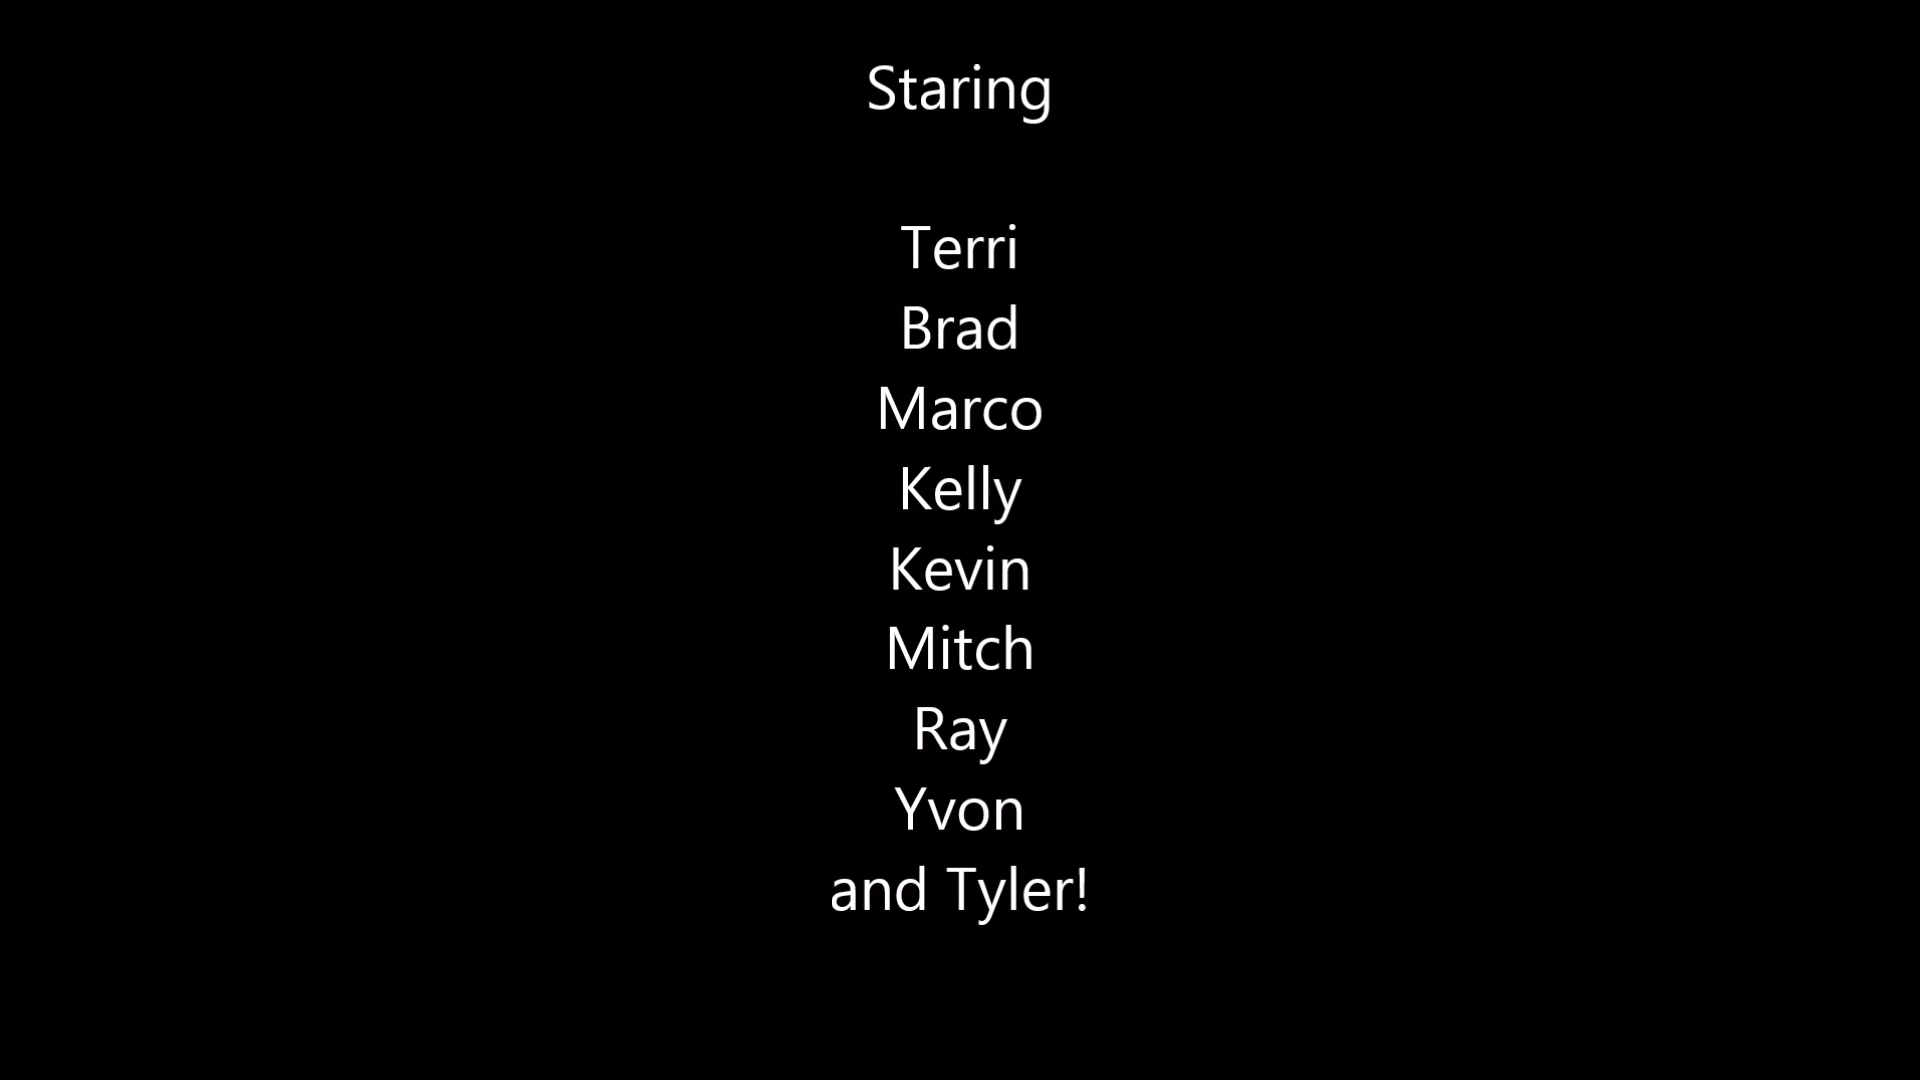 Staring
Terri
Brad
Marco
Kelly
Kevin
Mitch
Ray
Yvon
and Tyler!